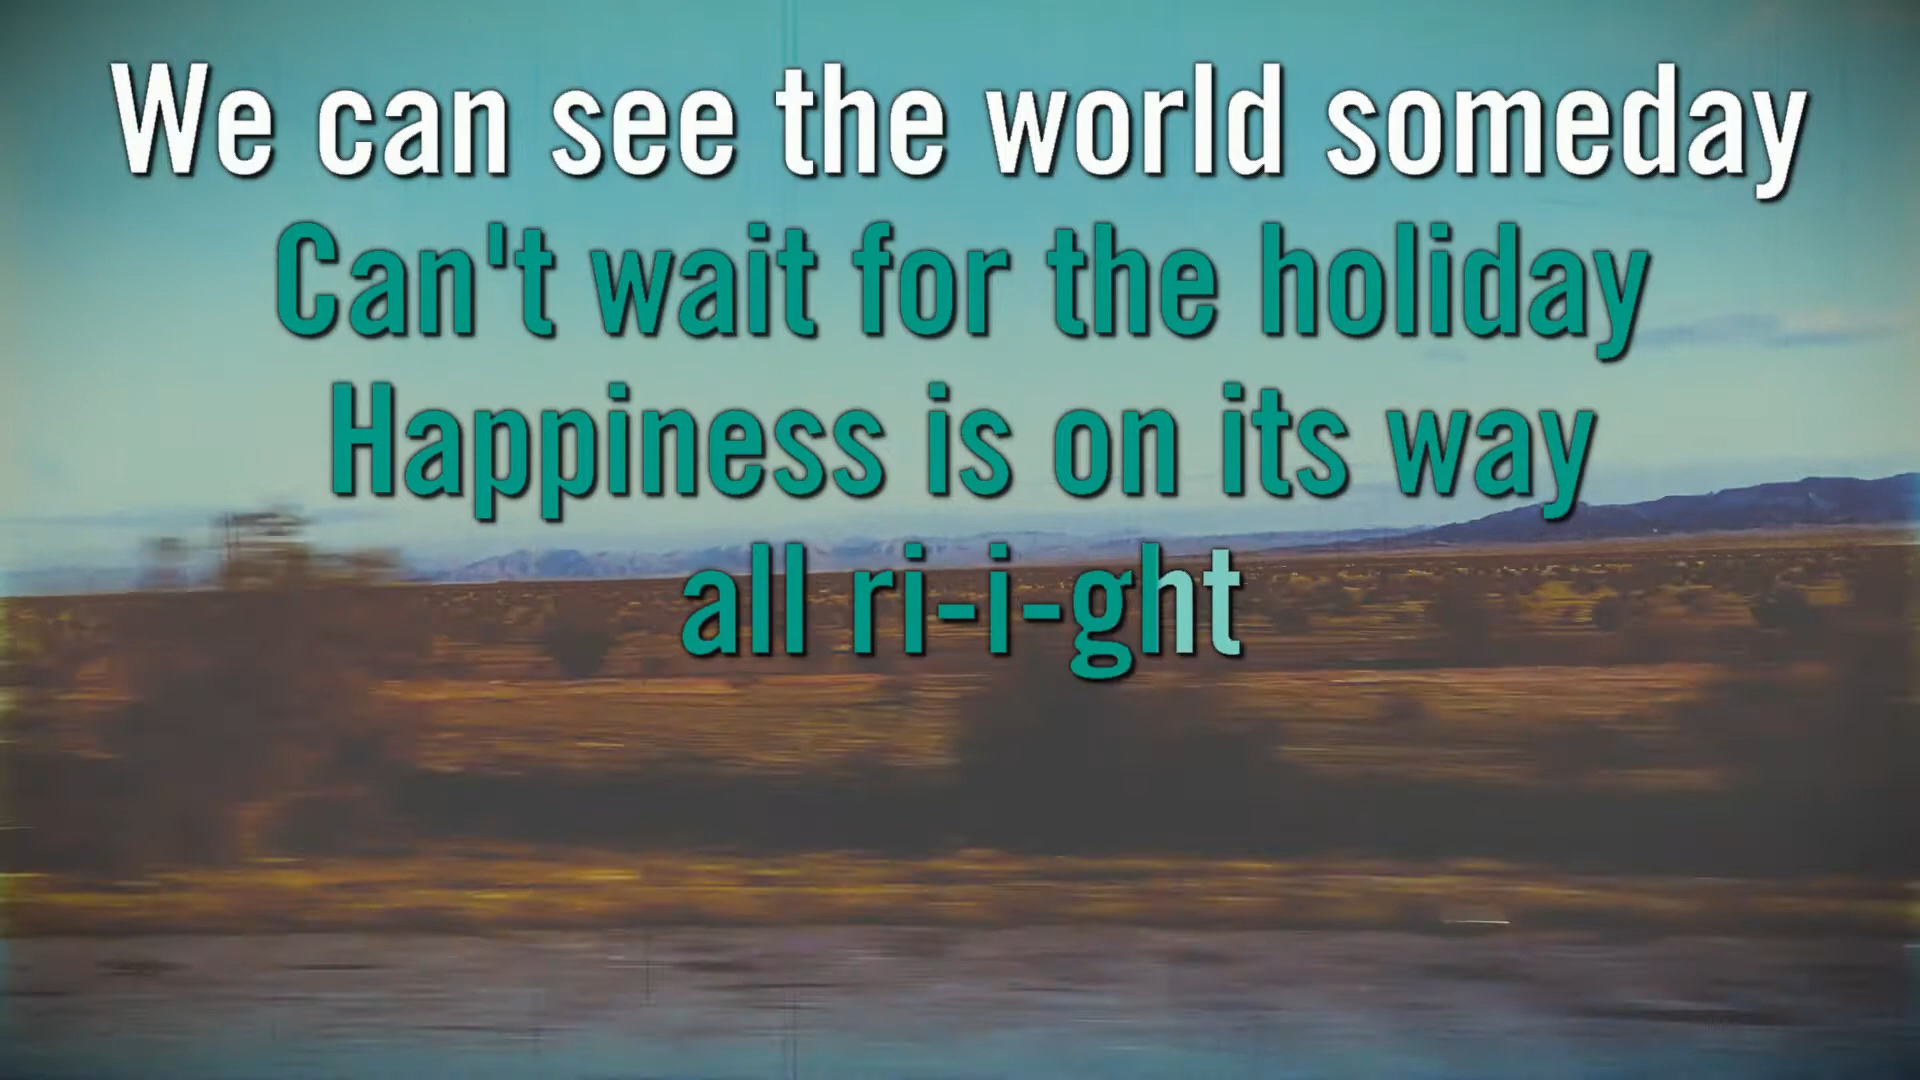 We can see the world someday
Can't wait for the holiday
Happiness is on its way
all ri-i-ght